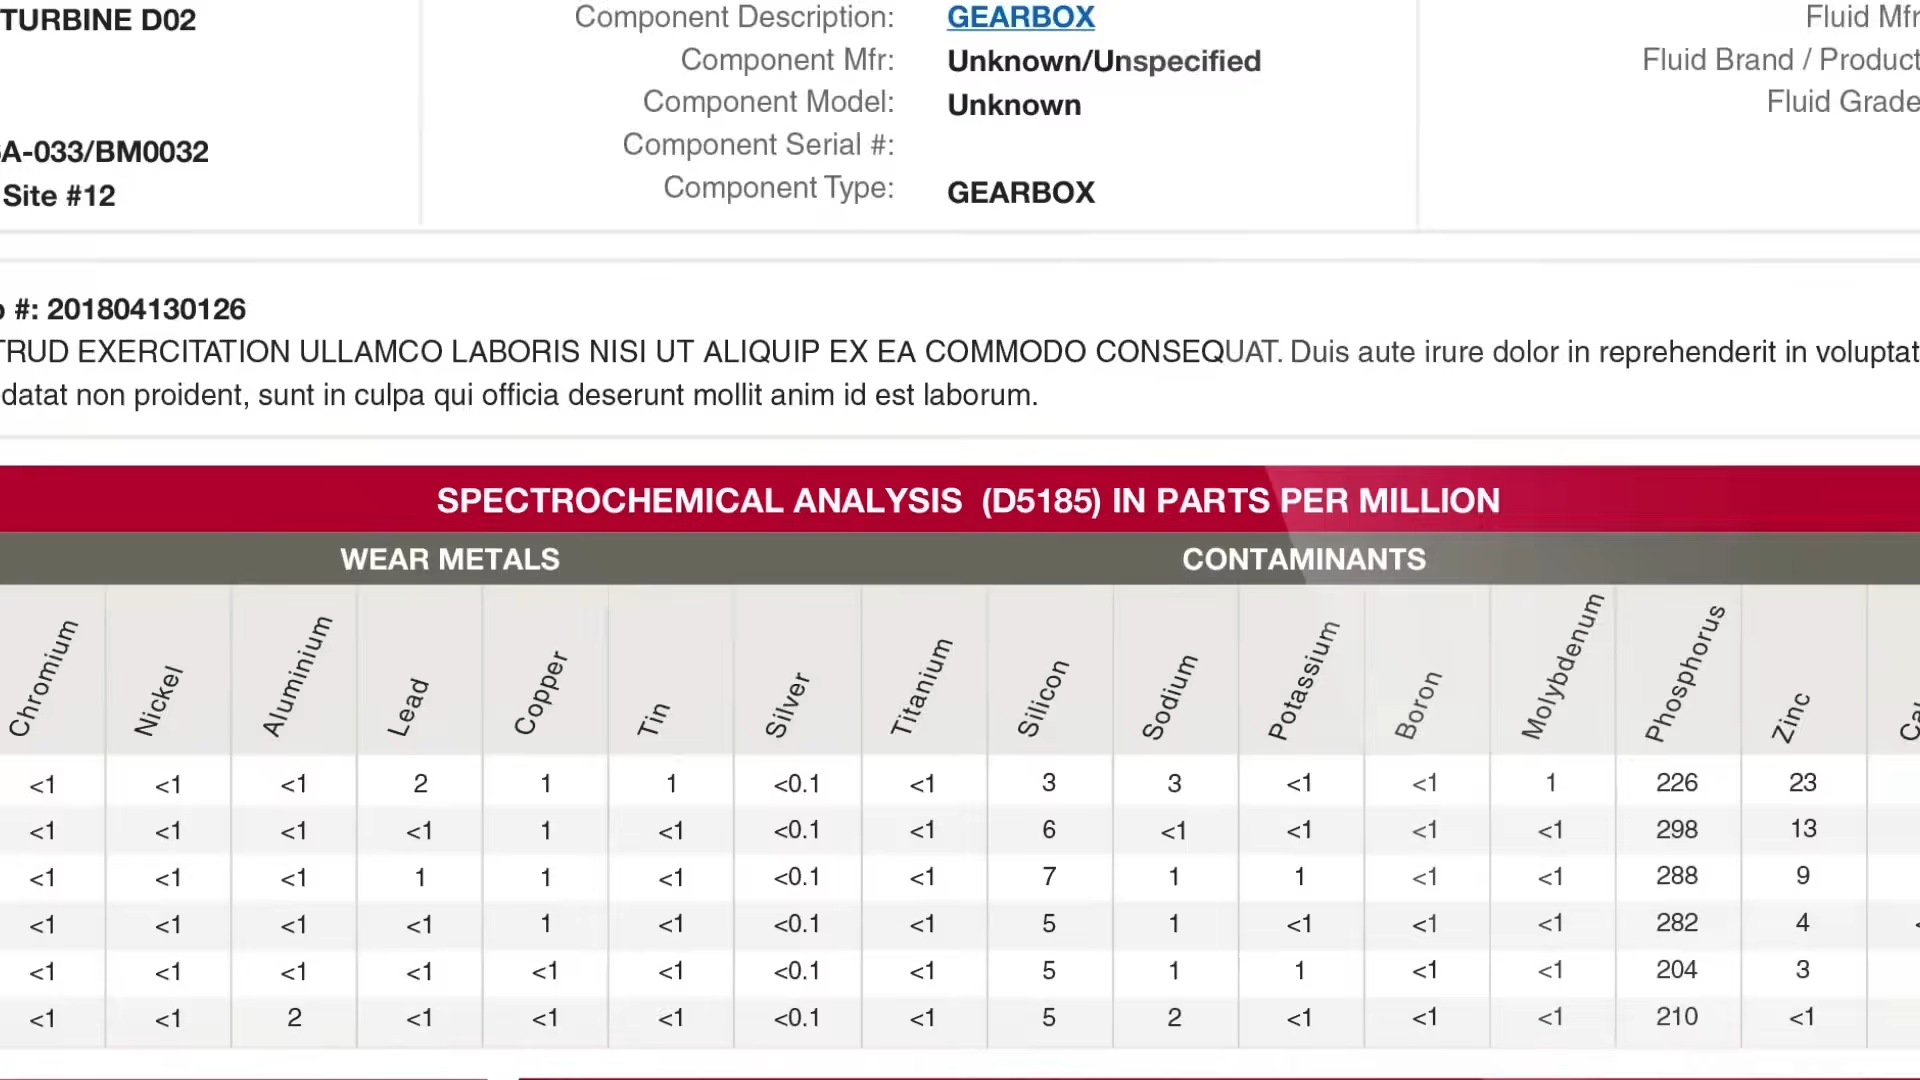 TURBINE D02
A-033/BM0032
Site #12
Component Description: GEARBOX
Component Mfr: Unknown/Unspecified
Component Model: Unknown
Component Serial #:
Component Type: GEARBOX
Fluid Mfr
Fluid Brand / Product
Fluid Grade
#: 201804130126
TRUD EXERCITATION ULLAMCO LABORIS NISI UT ALIQUIP EX EA COMMODO CONSEQUAT. Duis aute irure dolor in reprehenderit in voluptat
datat non proident, sunt in culpa qui officia deserunt mollit anim id est laborum.
SPECTROCHEMICAL ANALYSIS (D5185) IN PARTS PER MILLION
WEAR METALS CONTAMINANTS
Chromium Nickel Aluminium Lead Copper Tin Silver Titanium Silicon Sodium Potassium Boron Molybdenum Phosphorus Zinc
<1 <1 <1 2 1 1 <0.1 <1 3 3 <1 <1 1 226 23
<1 <1 <1 <1 1 <1 <0.1 <1 6 <1 <1 <1 <1 298 13
<1 <1 <1 1 1 <1 <0.1 <1 7 1 1 <1 <1 288 9
<1 <1 <1 <1 1 <1 <0.1 <1 5 1 <1 <1 <1 282 4
<1 <1 <1 <1 <1 <1 <0.1 <1 5 1 1 <1 <1 204 3
<1 <1 2 <1 <1 <1 <0.1 <1 5 2 <1 <1 <1 210 <1